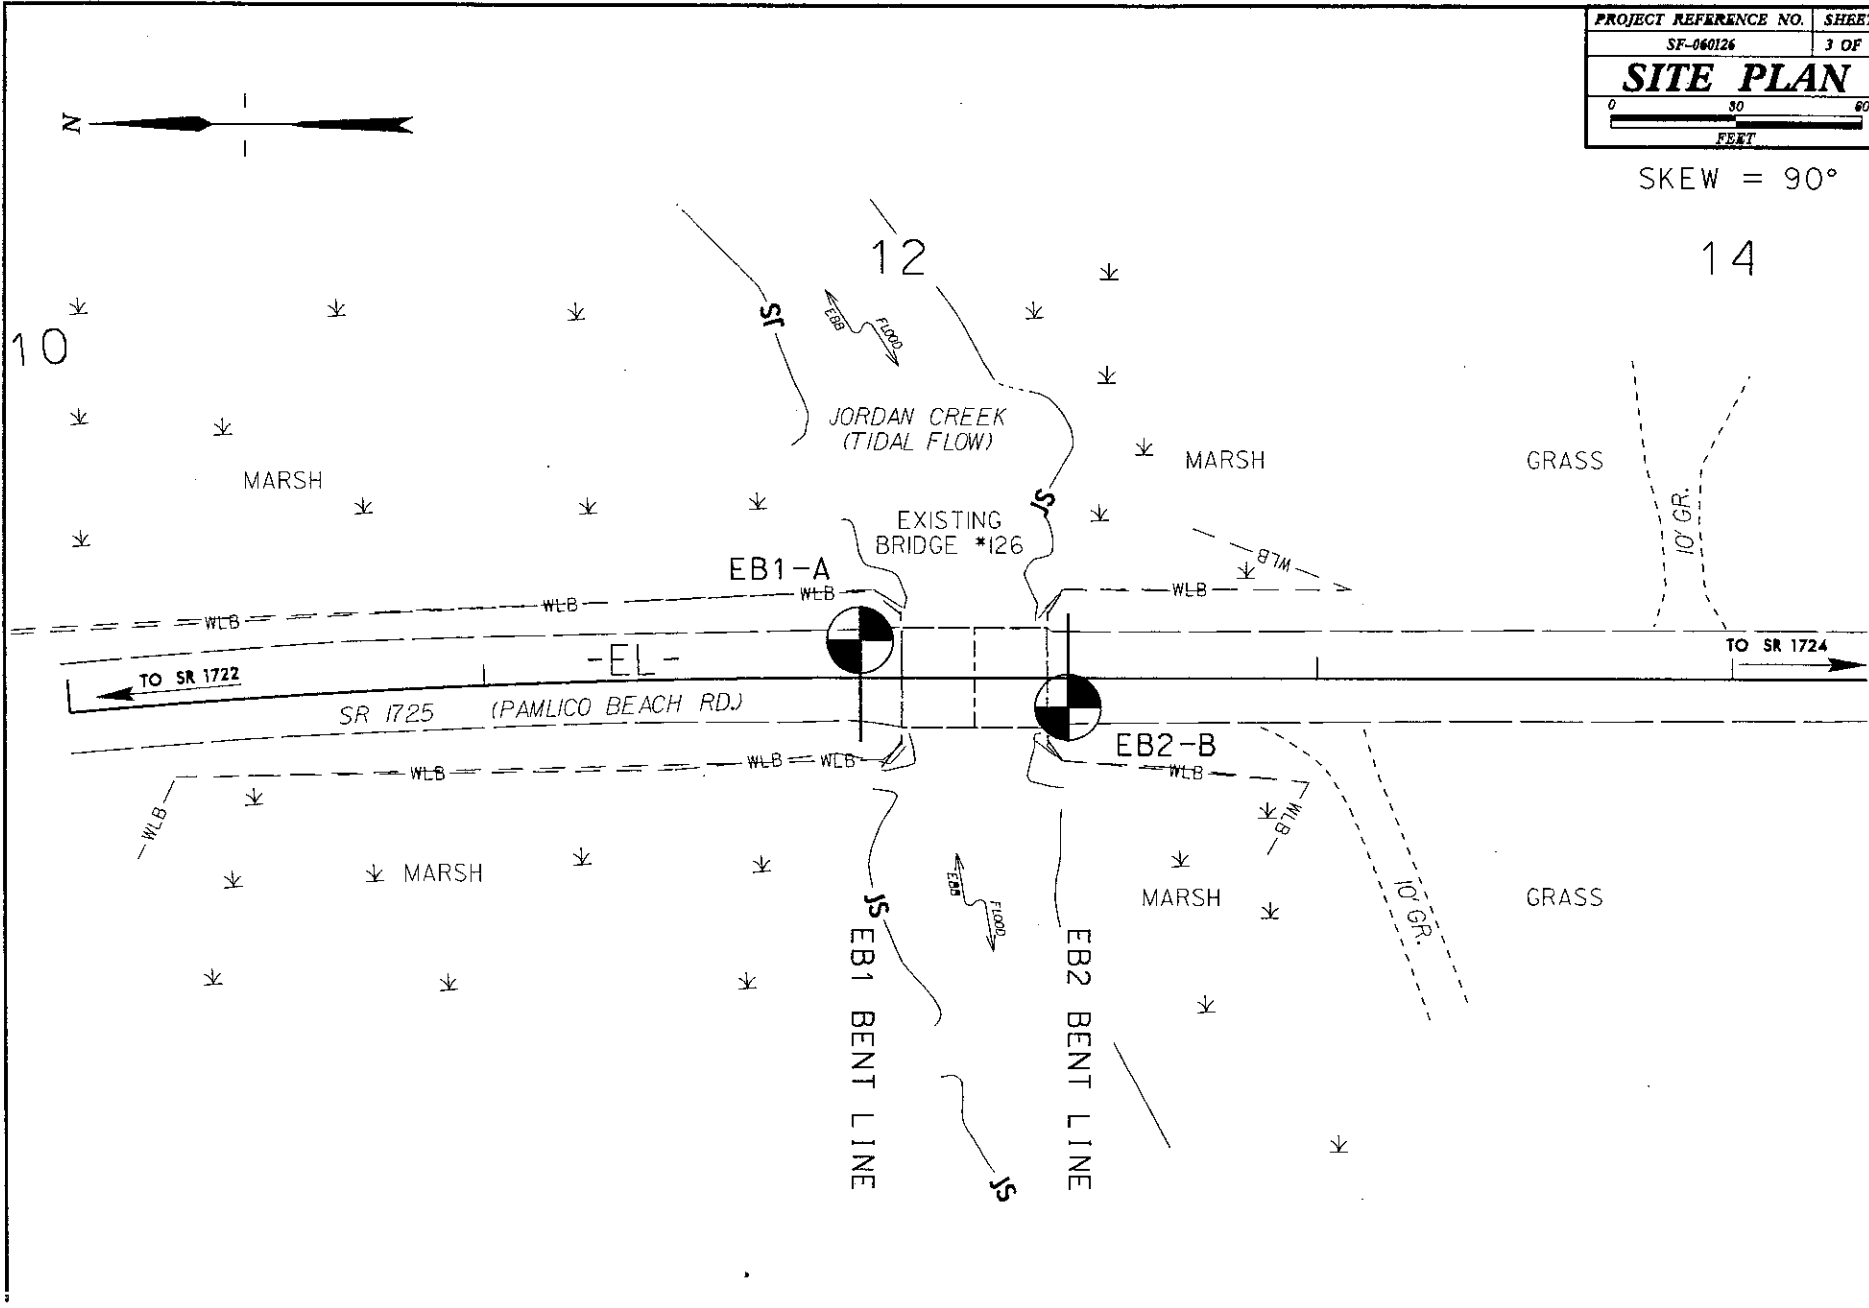 PROJECT REFERENCE NO. SHEET
SF-060126 3 OF
SITE PLAN
0 30 60
FEET
SKEW = 90°
N
10
12
14
JS
EBB
FLOOD
JORDAN CREEK
(TIDAL FLOW)
MARSH
MARSH
GRASS
10' GR.
JS
EXISTING
BRIDGE *126
EB1-A
WLB
WLB
WLB
WLB
WLB
TO SR 1722
-EL-
TO SR 1724
SR 1725 (PAMLICO BEACH RD.)
EB2-B
WLB
WLB
WLB
WLB
WLB
WLB
MARSH
MARSH
GRASS
10' GR.
JS
EBB
FLOOD
EB1 BENT LINE
EB2 BENT LINE
JS